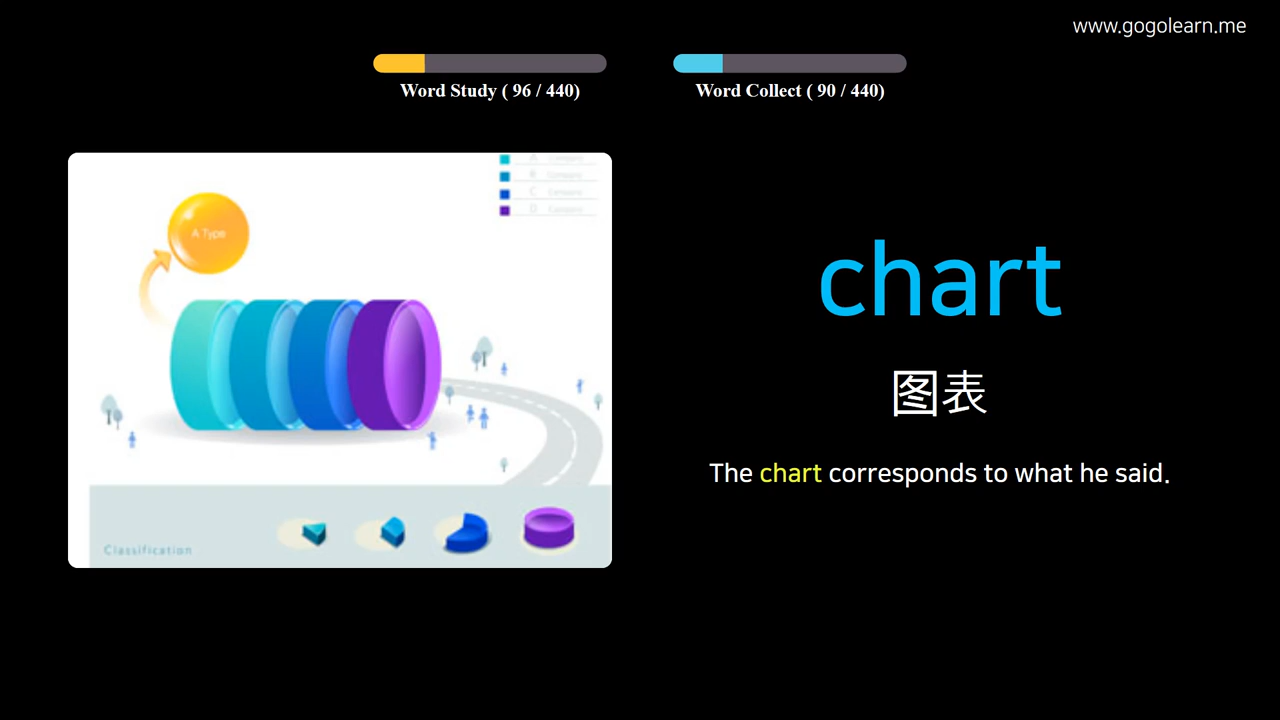 www.gogolearn.me
Word Study ( 96 / 440)
Word Collect ( 90 / 440)
A Type
A
B
C
D
Classification
chart
图表
The chart corresponds to what he said.